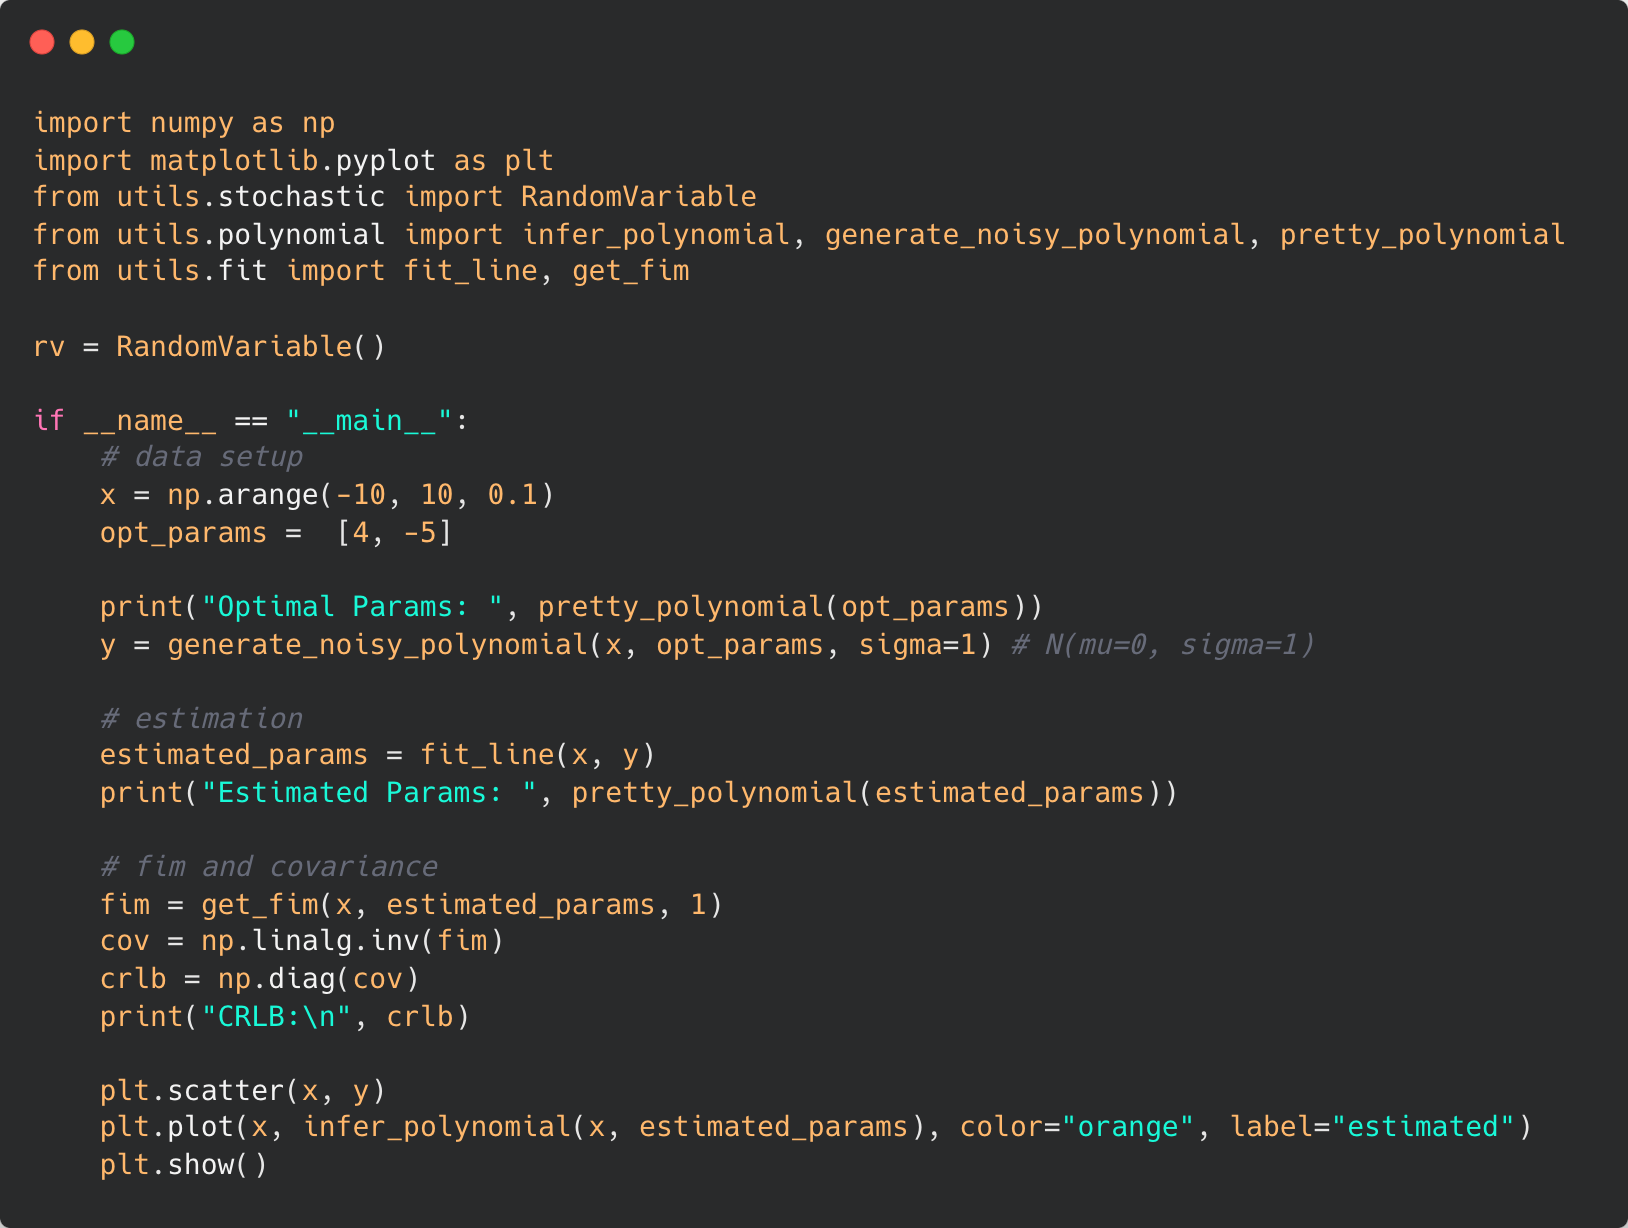 import numpy as np
import matplotlib.pyplot as plt
from utils.stochastic import RandomVariable
from utils.polynomial import infer_polynomial, generate_noisy_polynomial, pretty_polynomial
from utils.fit import fit_line, get_fim

rv = RandomVariable()

if __name__ == "__main__":
    # data setup
    x = np.arange(-10, 10, 0.1)
    opt_params =  [4, -5]

    print("Optimal Params: ", pretty_polynomial(opt_params))
    y = generate_noisy_polynomial(x, opt_params, sigma=1) # N(mu=0, sigma=1)

    # estimation
    estimated_params = fit_line(x, y)
    print("Estimated Params: ", pretty_polynomial(estimated_params))

    # fim and covariance
    fim = get_fim(x, estimated_params, 1)
    cov = np.linalg.inv(fim)
    crlb = np.diag(cov)
    print("CRLB:\n", crlb)

    plt.scatter(x, y)
    plt.plot(x, infer_polynomial(x, estimated_params), color="orange", label="estimated")
    plt.show()